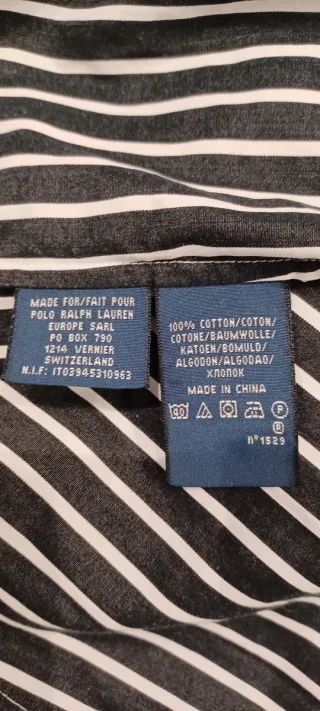 MADE FOR/FAIT POUR
POLO RALPH LAUREN
EUROPE SARL
PO BOX 790
1214 VERNIER
SWITZERLAND
N.I.F: IT03945310963
100% COTTON/COTON/
COTONE/BAUMWOLLE/
KATOEN/BOMULD/
ALGODON/ALGODAO/
ХЛОПОК
MADE IN CHINA
40 P
R
n°1529